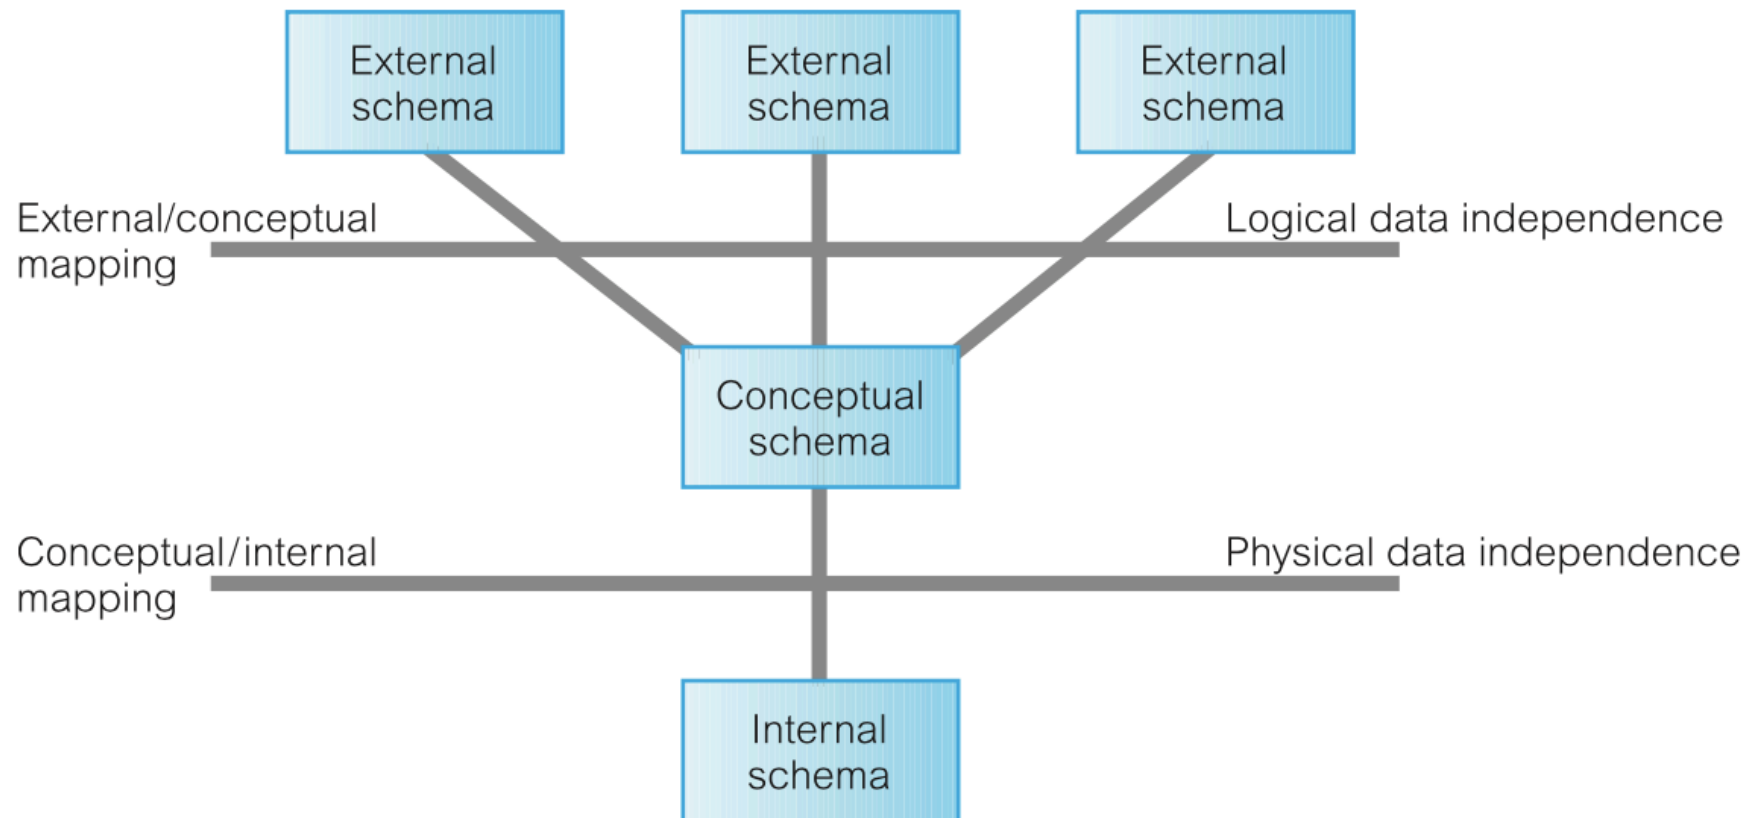 External
schema
External
schema
External
schema
External/conceptual
mapping
Logical data independence
Conceptual
schema
Conceptual/internal
mapping
Physical data independence
Internal
schema